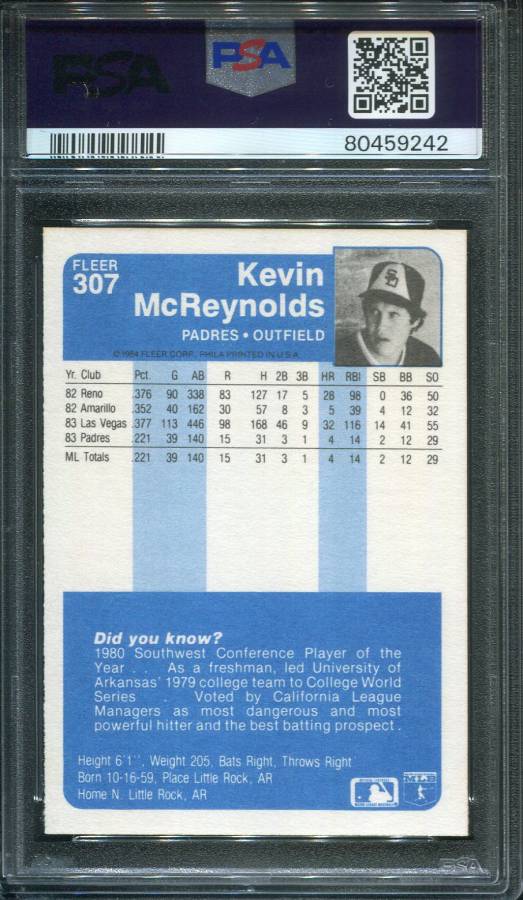 PSA PSA
80459242
FLEER
307
Kevin
McReynolds
PADRES • OUTFIELD
© 1984 FLEER CORP., PHILA PRINTED IN U.S.A.
Yr. Club Pct. G AB R H 2B 3B HR RBI SB BB SO
82 Reno .376 90 338 83 127 17 5 28 98 0 36 50
82 Amarillo .352 40 162 30 57 8 3 5 39 4 12 32
83 Las Vegas .377 113 446 98 168 46 9 32 116 14 41 55
83 Padres .221 39 140 15 31 3 1 4 14 2 12 29
ML Totals .221 39 140 15 31 3 1 4 14 2 12 29
Did you know?
1980 Southwest Conference Player of the
Year . . As a freshman, led University of
Arkansas' 1979 college team to College World
Series . Voted by California League
Managers as most dangerous and most
powerful hitter and the best batting prospect .
Height 6'1'', Weight 205, Bats Right, Throws Right
Born 10-16-59, Place Little Rock, AR
Home N. Little Rock, AR
MLB
PSA